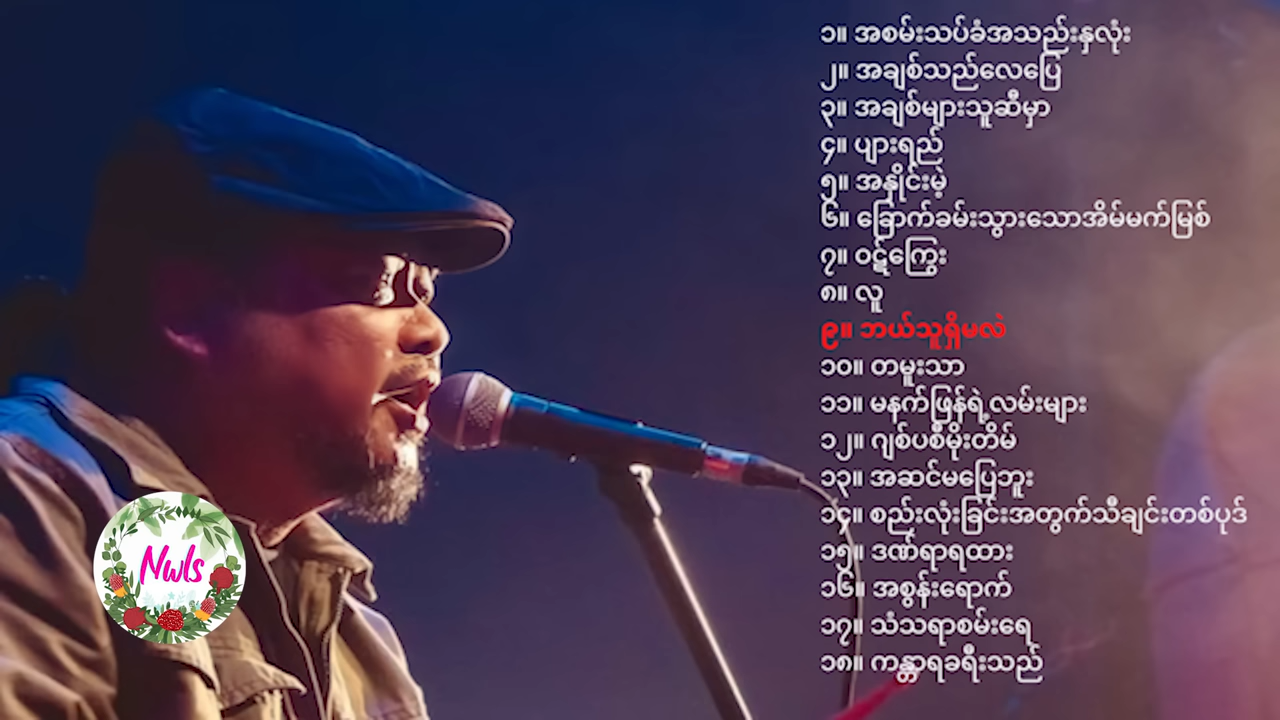 ၁။ အစမ်းသပ်ခံအသည်းနှလုံး
၂။ အချစ်သည်လေပြေ
၃။ အချစ်များသူဆီမှာ
၄။ ပျားရည်
၅။ အနှိုင်းမဲ့
၆။ ခြောက်ခမ်းသွားသောအိမ်မက်မြစ်
၇။ ဝဋ်ကြွေး
၈။ လူ
၉။ ဘယ်သူရှိမလဲ
၁၀။ တမူးသာ
၁၁။ မနက်ဖြန်ရဲ့လမ်းများ
၁၂။ ဂျစ်ပစီမိုးတိမ်
၁၃။ အဆင်မပြေဘူး
၁၄။ စည်းလုံးခြင်းအတွက်သီချင်းတစ်ပုဒ်
၁၅။ ဒဏ်ရာရထား
၁၆။ အစွန်းရောက်
၁၇။ သံသရာစမ်းရေ
၁၈။ ကန္တာရခရီးသည်
Nwls